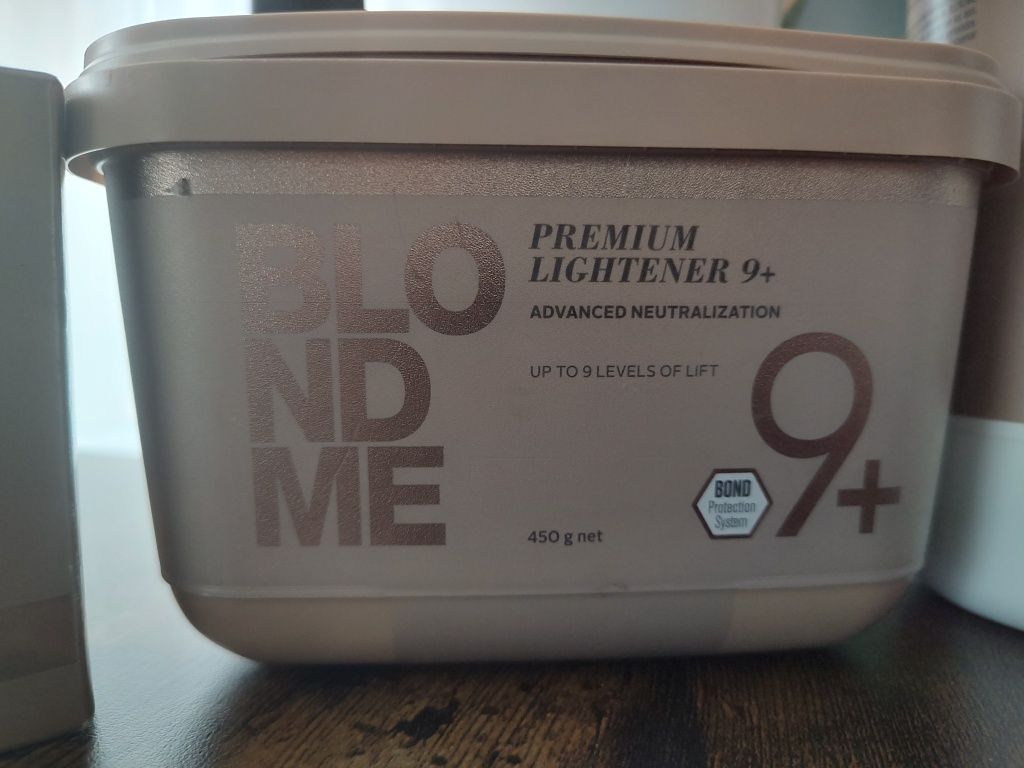 BLO
ND
ME
PREMIUM
LIGHTENER 9+
ADVANCED NEUTRALIZATION
UP TO 9 LEVELS OF LIFT
9+
BOND
Protection
System
450 g net